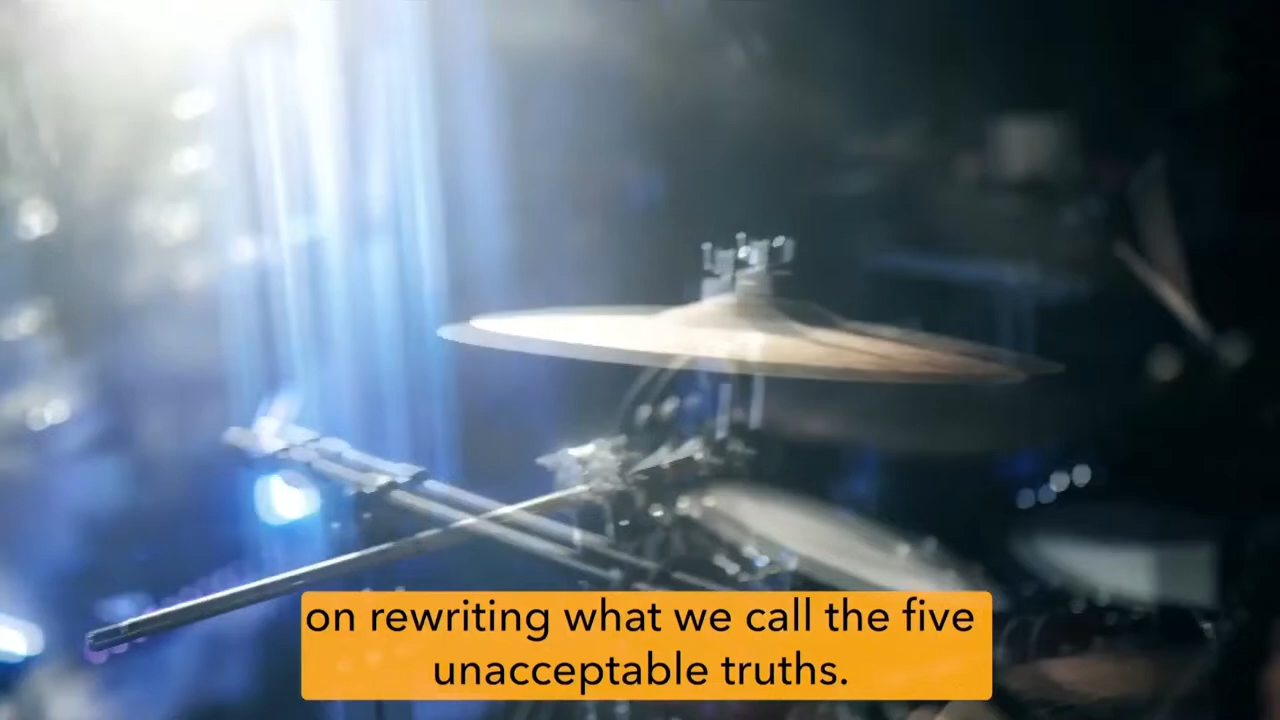 on rewriting what we call the five
unacceptable truths.